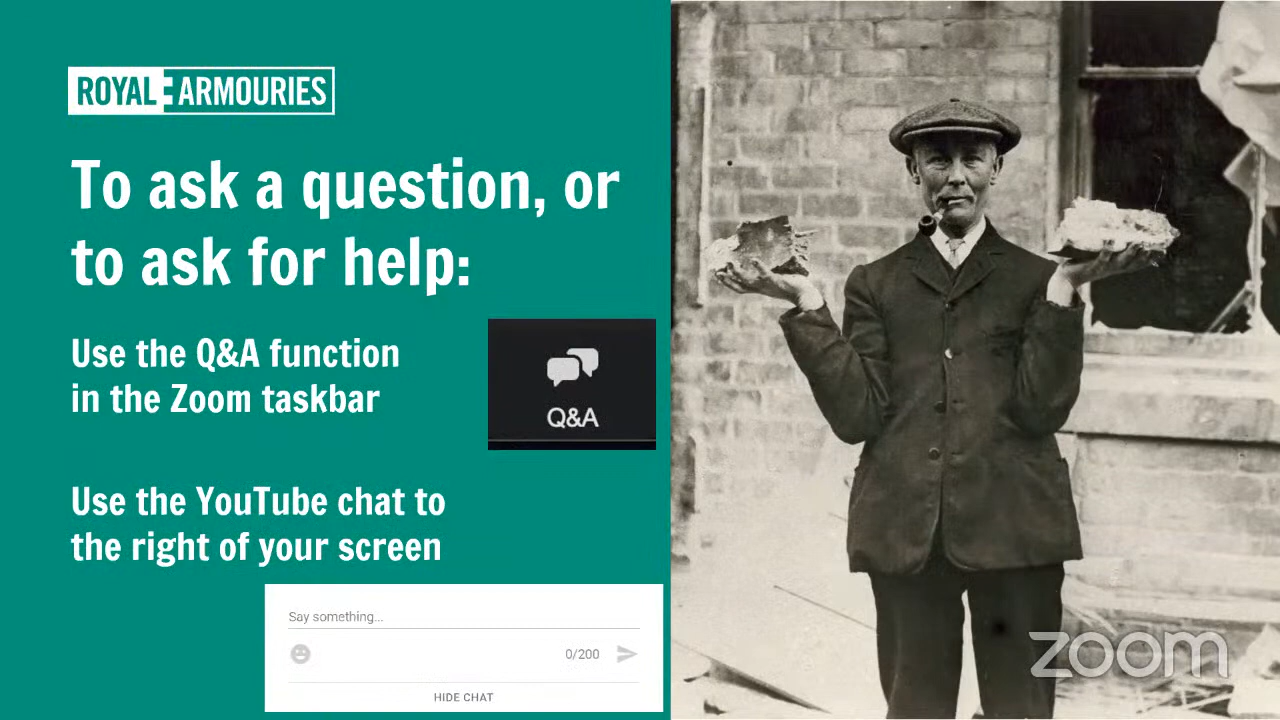 ROYAL ARMOURIES
To ask a question, or
to ask for help:
Use the Q&A function
in the Zoom taskbar
Q&A
Use the YouTube chat to
the right of your screen
Say something...
0/200
HIDE CHAT
zoom